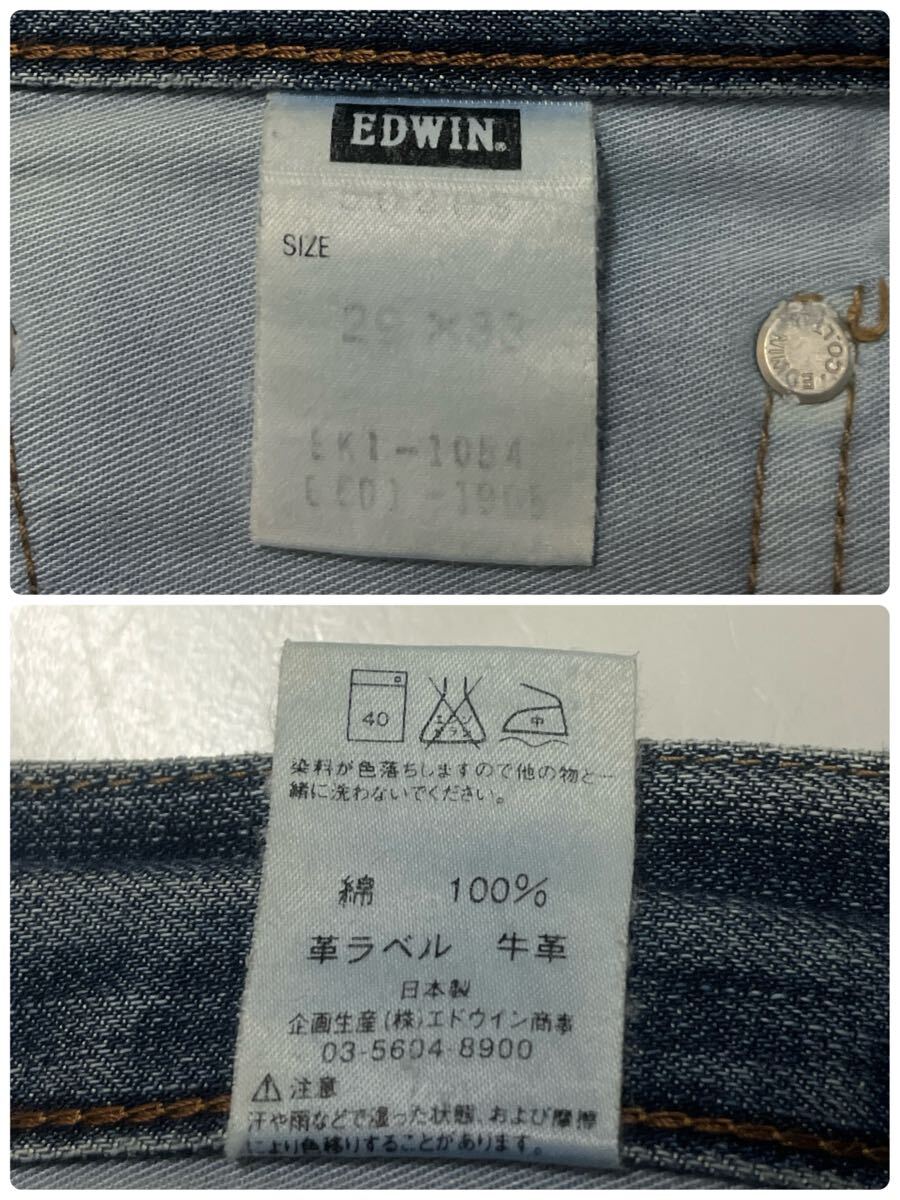 EDWIN®
SIZE
29×33
EK1-1054
40
エンソ
中
染料が色落ちしますので他の物と一
緒に洗わないでください。
綿 100%
革ラベル 牛革
日本製
企画生産(株)エドウイン商事
03-5604-8900
注意
汗や雨などで湿った状態、および摩擦
により色移りすることがあります。